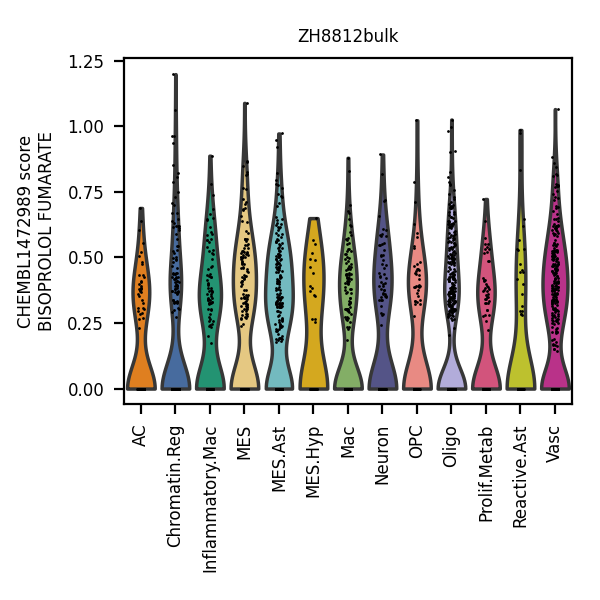 ZH8812bulk
CHEMBL1472989 score
BISOPROLOL FUMARATE
1.25
1.00
0.75
0.50
0.25
0.00
AC
Chromatin.Reg
Inflammatory.Mac
MES
MES.Ast
MES.Hyp
Mac
Neuron
OPC
Oligo
Prolif.Metab
Reactive.Ast
Vasc